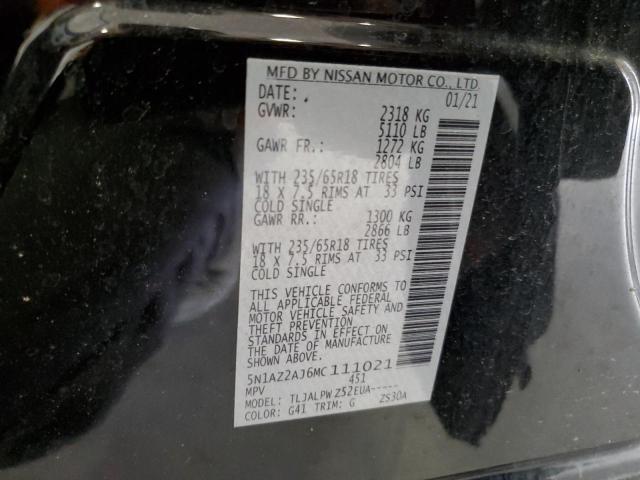 MFD BY NISSAN MOTOR CO., LTD.
DATE: 01/21
GVWR: 2318 KG
5110 LB
GAWR FR.: 1272 KG
2804 LB
WITH 235/65R18 TIRES
18 X 7.5 RIMS AT 33 PSI
COLD SINGLE
GAWR RR.: 1300 KG
2866 LB
WITH 235/65R18 TIRES
18 X 7.5 RIMS AT 33 PSI
COLD SINGLE
THIS VEHICLE CONFORMS TO
ALL APPLICABLE FEDERAL
MOTOR VEHICLE SAFETY AND
THEFT PREVENTION
STANDARDS IN EFFECT ON
THE DATE OF MANUFACTURE
SHOWN ABOVE.
5N1AZ2AJ6MC111021
MPV 451
MODEL: TLJALPWZ52EUA-----
COLOR: G41 TRIM: G ZS30A